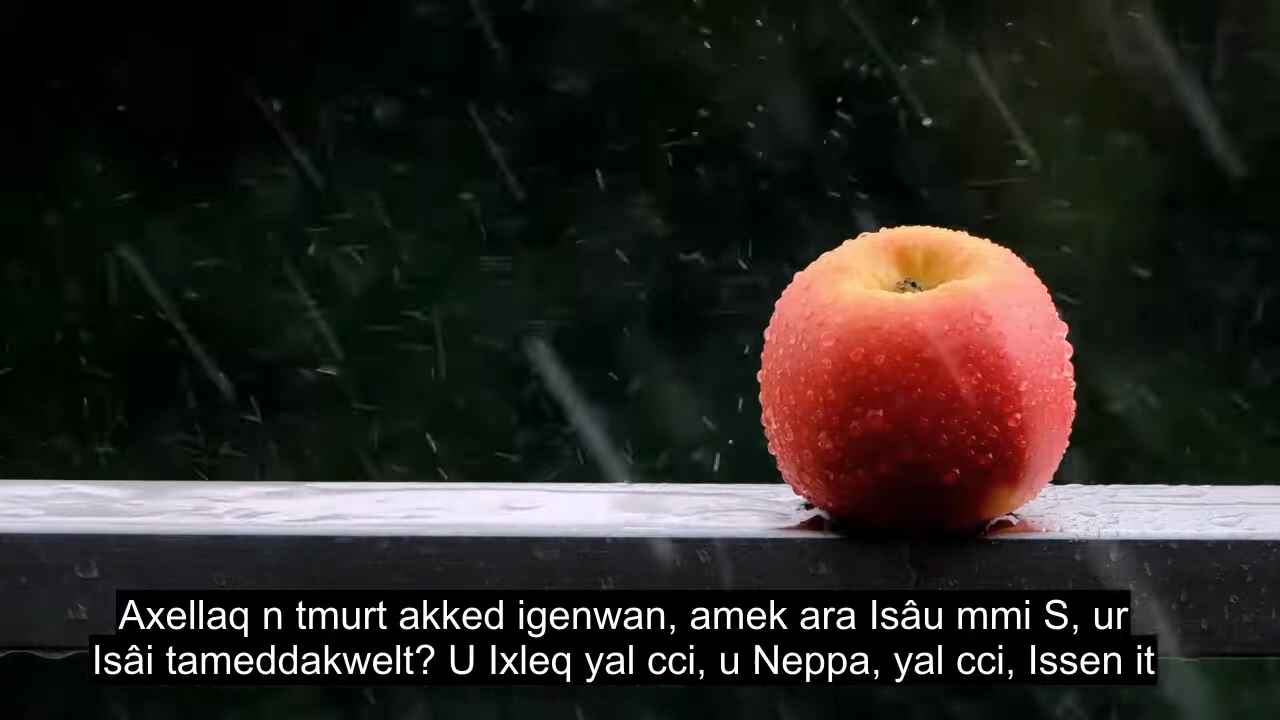 Axellaq n tmurt akked igenwan, amek ara Isâu mmi S, ur
Isâi tameddakwelt? U Ixleq yal cci, u Neppa, yal cci, Issen it